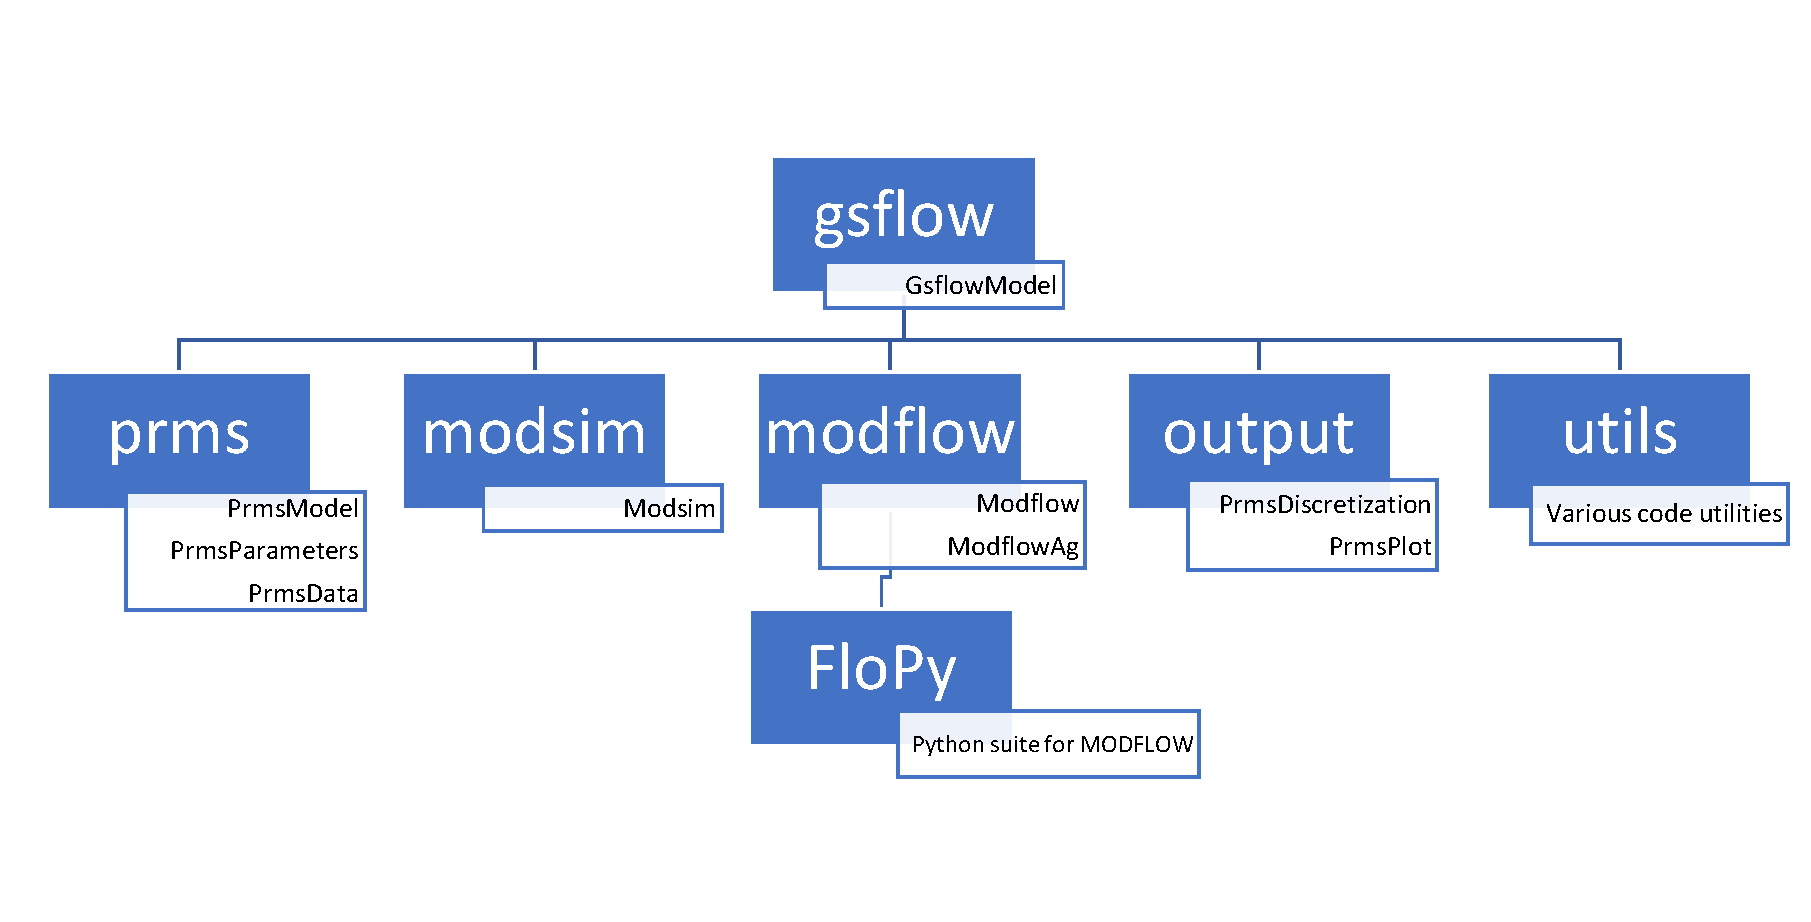 gsflow
GsflowModel
prms
PrmsModel
PrmsParameters
PrmsData
modsim
Modsim
modflow
Modflow
ModflowAg
output
PrmsDiscretization
PrmsPlot
utils
Various code utilities
FloPy
Python suite for MODFLOW